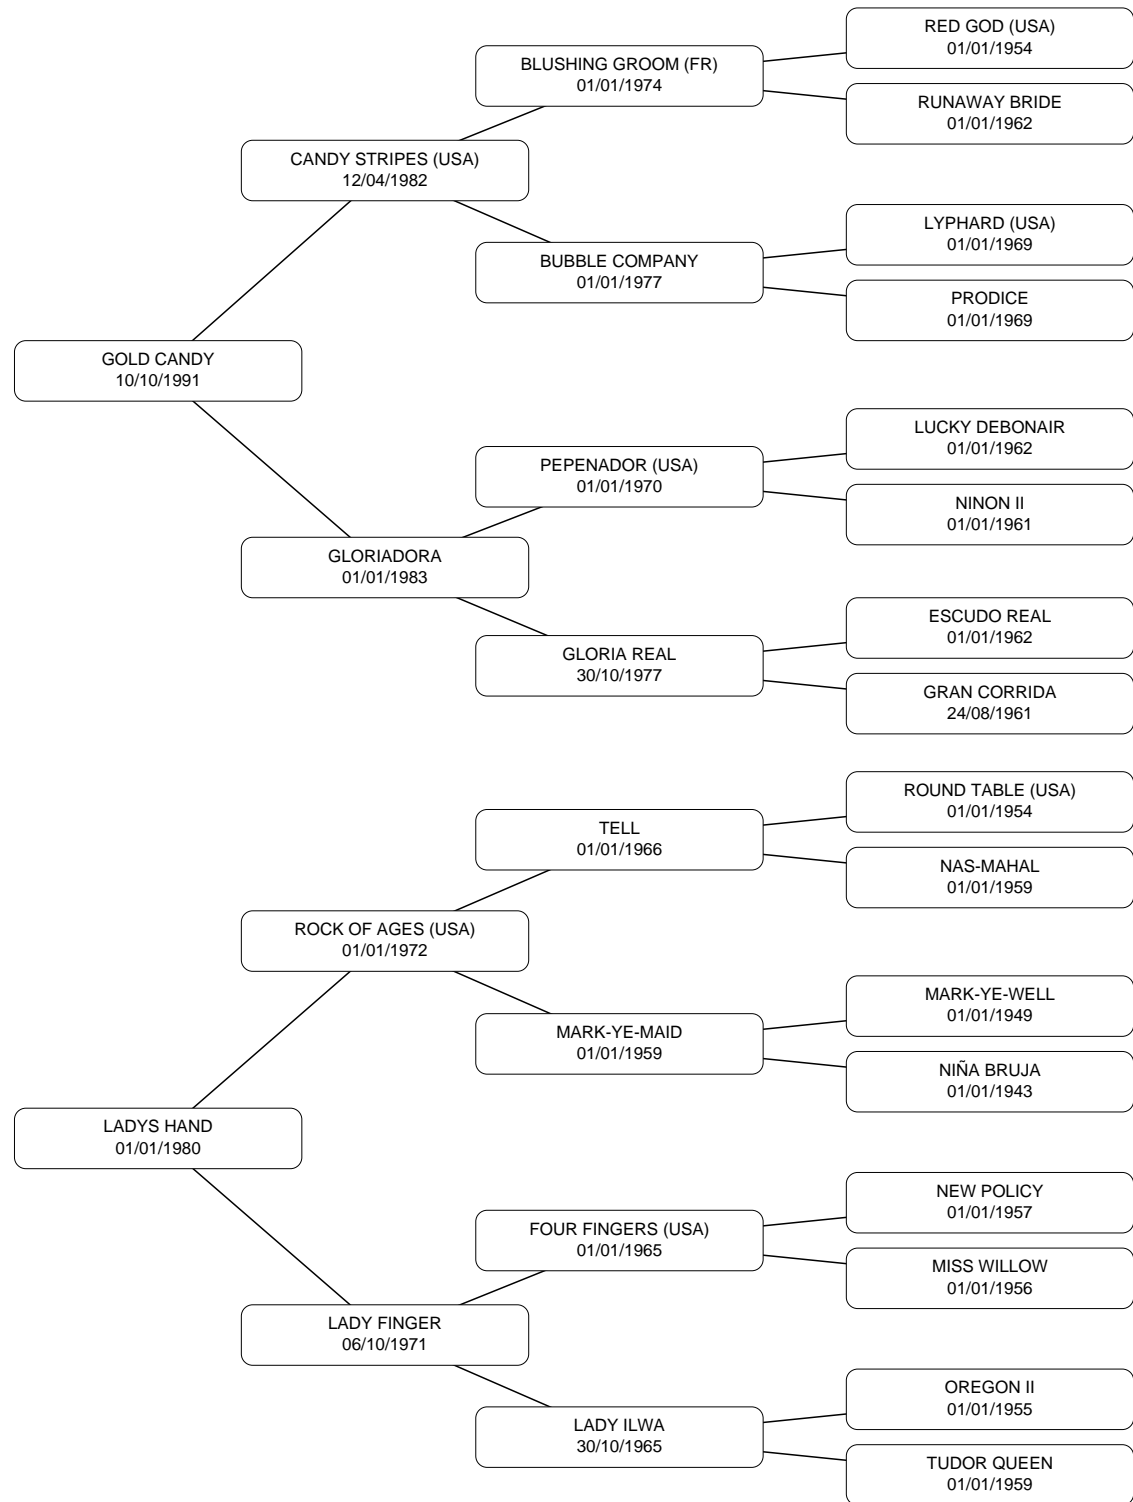 RED GOD (USA)
01/01/1954
BLUSHING GROOM (FR)
01/01/1974
RUNAWAY BRIDE
01/01/1962
CANDY STRIPES (USA)
12/04/1982
LYPHARD (USA)
01/01/1969
BUBBLE COMPANY
01/01/1977
PRODICE
01/01/1969
GOLD CANDY
10/10/1991
LUCKY DEBONAIR
01/01/1962
PEPENADOR (USA)
01/01/1970
NINON II
01/01/1961
GLORIADORA
01/01/1983
ESCUDO REAL
01/01/1962
GLORIA REAL
30/10/1977
GRAN CORRIDA
24/08/1961
ROUND TABLE (USA)
01/01/1954
TELL
01/01/1966
NAS-MAHAL
01/01/1959
ROCK OF AGES (USA)
01/01/1972
MARK-YE-WELL
01/01/1949
MARK-YE-MAID
01/01/1959
NIÑA BRUJA
01/01/1943
LADYS HAND
01/01/1980
NEW POLICY
01/01/1957
FOUR FINGERS (USA)
01/01/1965
MISS WILLOW
01/01/1956
LADY FINGER
06/10/1971
OREGON II
01/01/1955
LADY ILWA
30/10/1965
TUDOR QUEEN
01/01/1959